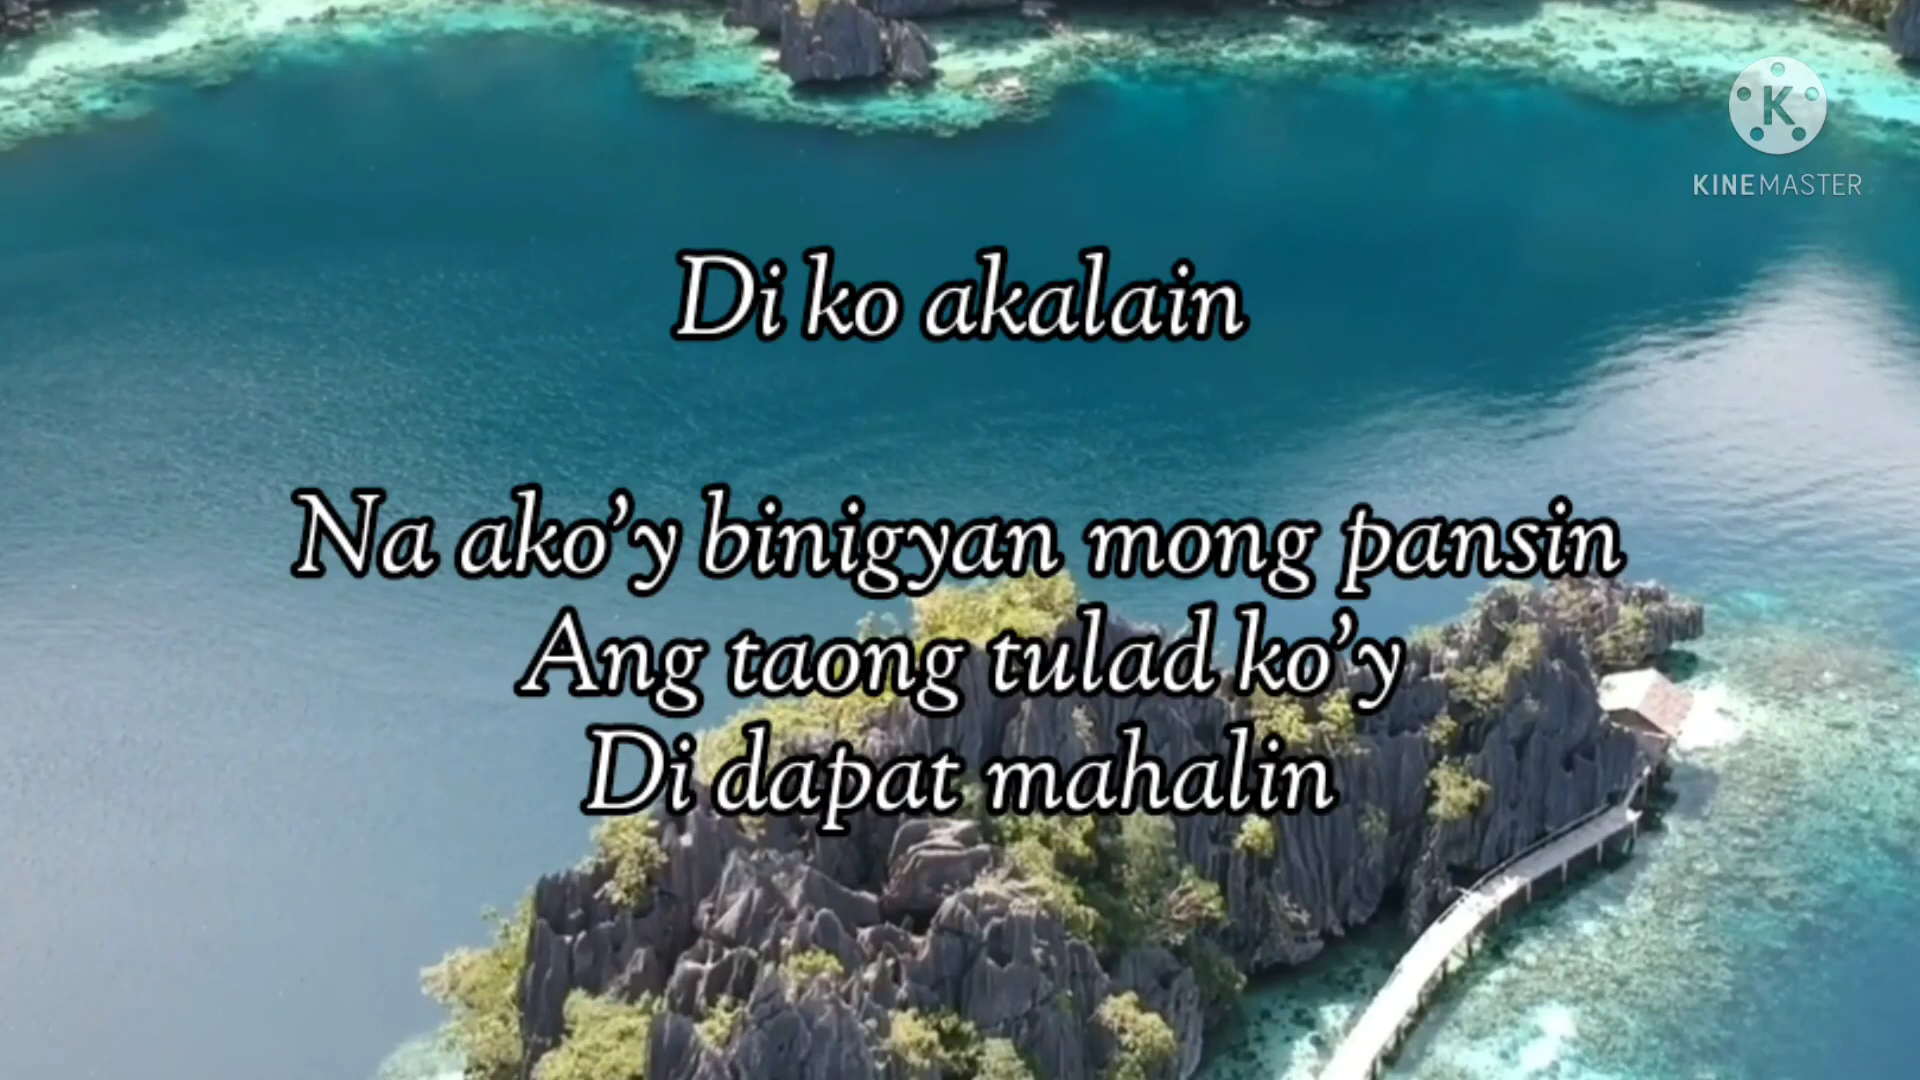 KINEMASTER
Di ko akalain
Na ako’y binigyan mong pansin
Ang taong tulad ko’y
Di dapat mahalin